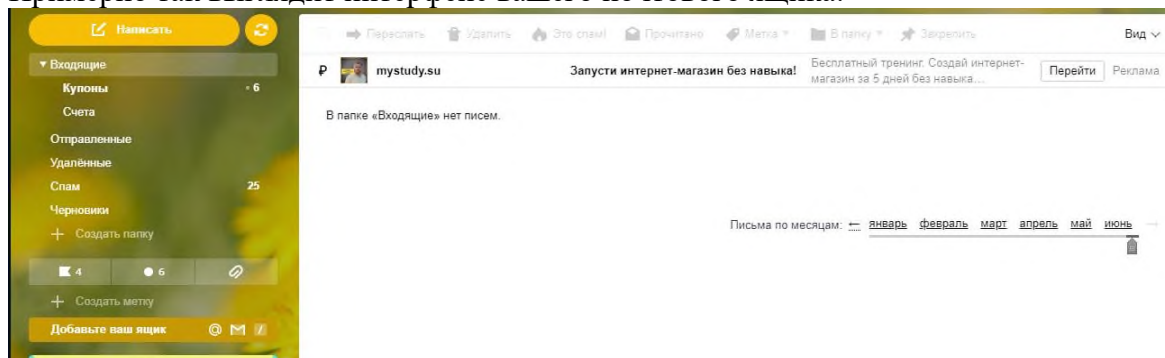 Примерно так выглядит интерфейс вашего почтового ящика:
Написать
Переслать Удалить Это спам! Прочитано Метка В папку Закрепить Вид
Входящие
Купоны 6
Счета
Отправленные
Удалённые
Спам 25
Черновики
+ Создать папку
4 6
+ Создать метку
Добавьте ваш ящик
₽ mystudy.su Запусти интернет-магазин без навыка! Бесплатный тренинг. Создай интернет-
магазин за 5 дней без навыка... Перейти Реклама
В папке «Входящие» нет писем.
Письма по месяцам: ← январь февраль март апрель май июнь →